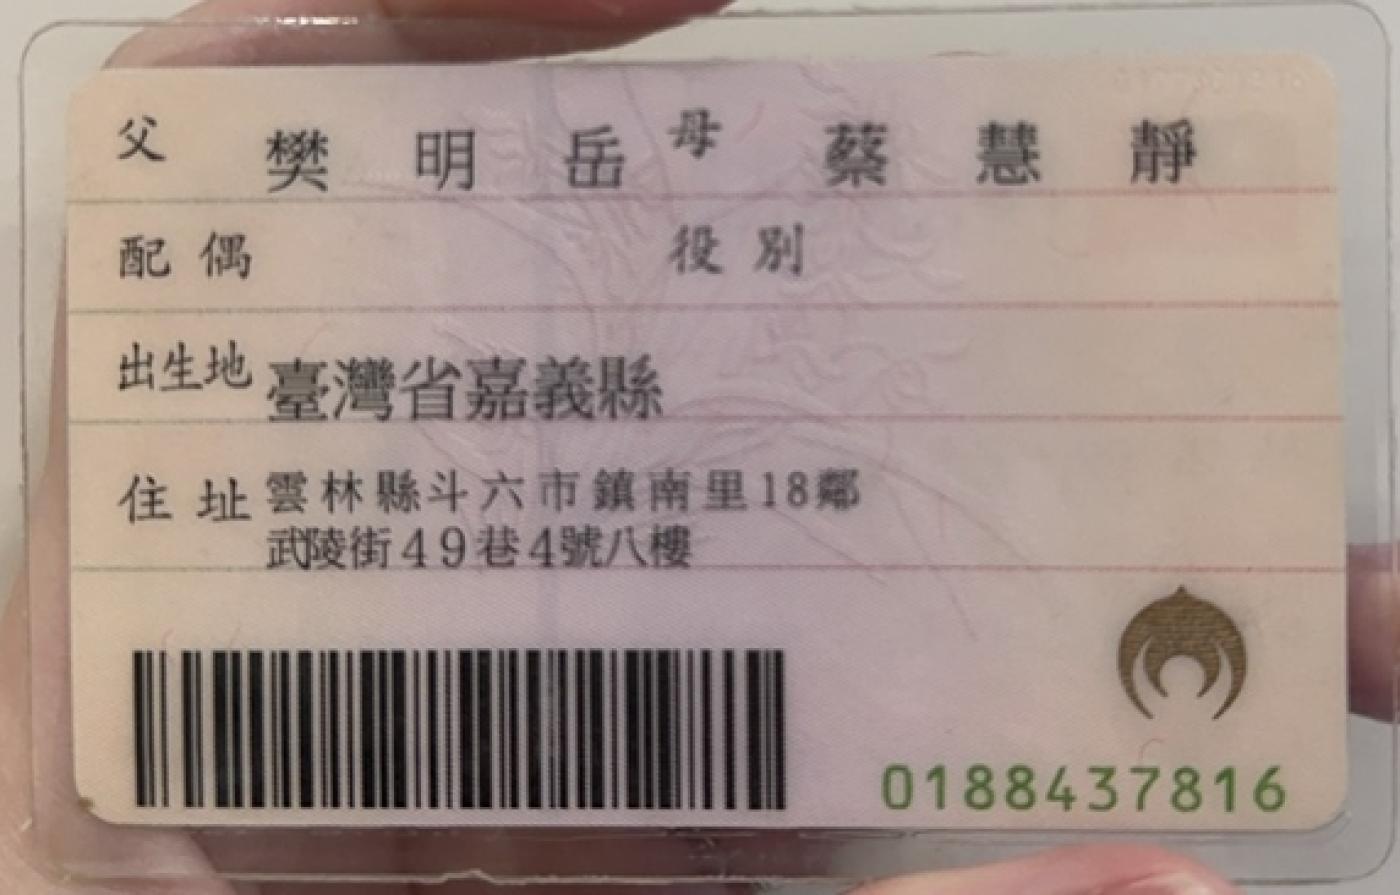 父 樊明岳 母 蔡慧靜
配偶 役別
出生地 臺灣省嘉義縣
住址 雲林縣斗六市鎮南里18鄰
武陵街49巷4號八樓
0188437816